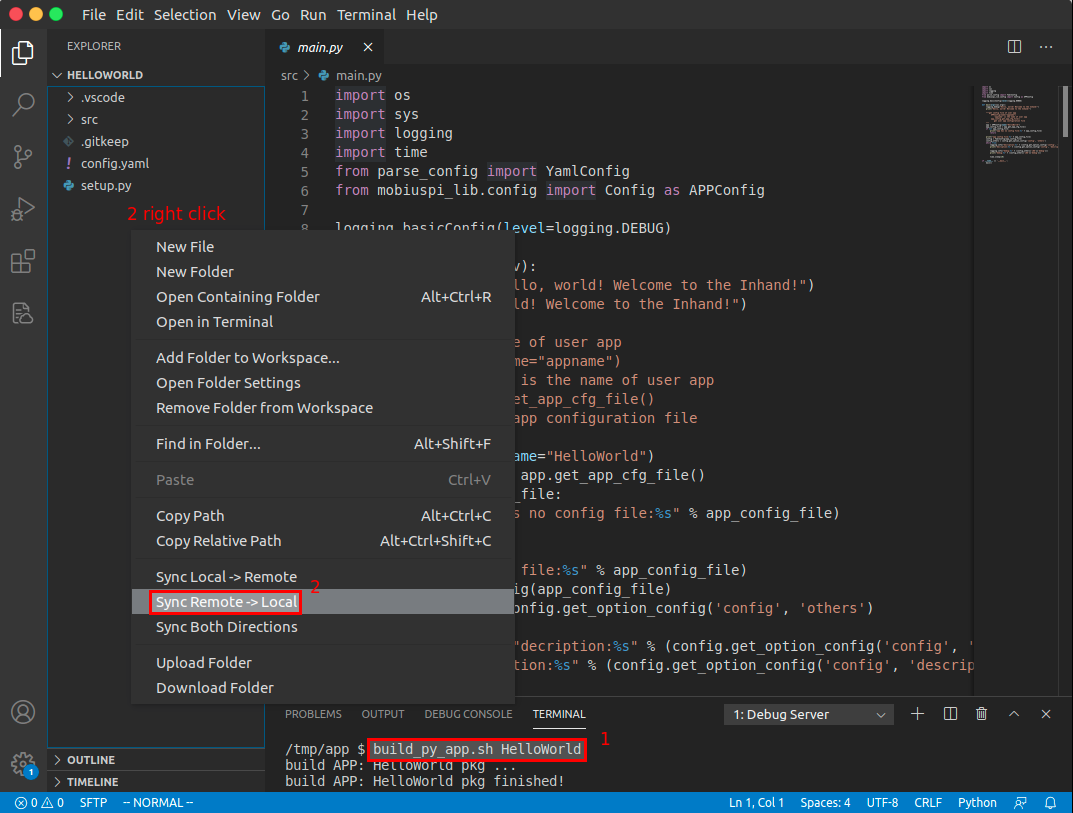 File Edit Selection View Go Run Terminal Help
EXPLORER
HELLOWORLD
.vscode
src
.gitkeep
! config.yaml
setup.py
2 right click
main.py
src > main.py
1 import os
2 import sys
3 import logging
4 import time
5 from parse_config import YamlConfig
6 from mobiuspi_lib.config import Config as APPConfig
7
8 logging.basicConfig(level=logging.DEBUG)
v):
llo, world! Welcome to the Inhand!")
ld! Welcome to the Inhand!")
e of user app
me="appname")
is the name of user app
et_app_cfg_file()
app configuration file
ame="HelloWorld")
app.get_app_cfg_file()
_file:
s no config file:%s" % app_config_file)
file:%s" % app_config_file)
ig(app_config_file)
onfig.get_option_config('config', 'others')
"decription:%s" % (config.get_option_config('config', '
tion:%s" % (config.get_option_config('config', 'descrip
New File
New Folder
Open Containing Folder Alt+Ctrl+R
Open in Terminal
Add Folder to Workspace...
Open Folder Settings
Remove Folder from Workspace
Find in Folder... Alt+Shift+F
Paste Ctrl+V
Copy Path Alt+Ctrl+C
Copy Relative Path Alt+Ctrl+Shift+C
Sync Local -> Remote
2
Sync Remote -> Local
Sync Both Directions
Upload Folder
Download Folder
PROBLEMS OUTPUT DEBUG CONSOLE TERMINAL
1: Debug Server
/tmp/app $ build_py_app.sh HelloWorld
1
build APP: HelloWorld pkg ...
build APP: HelloWorld pkg finished!
OUTLINE
TIMELINE
1
0 0 SFTP -- NORMAL -- Ln 1, Col 1 Spaces: 4 UTF-8 CRLF Python